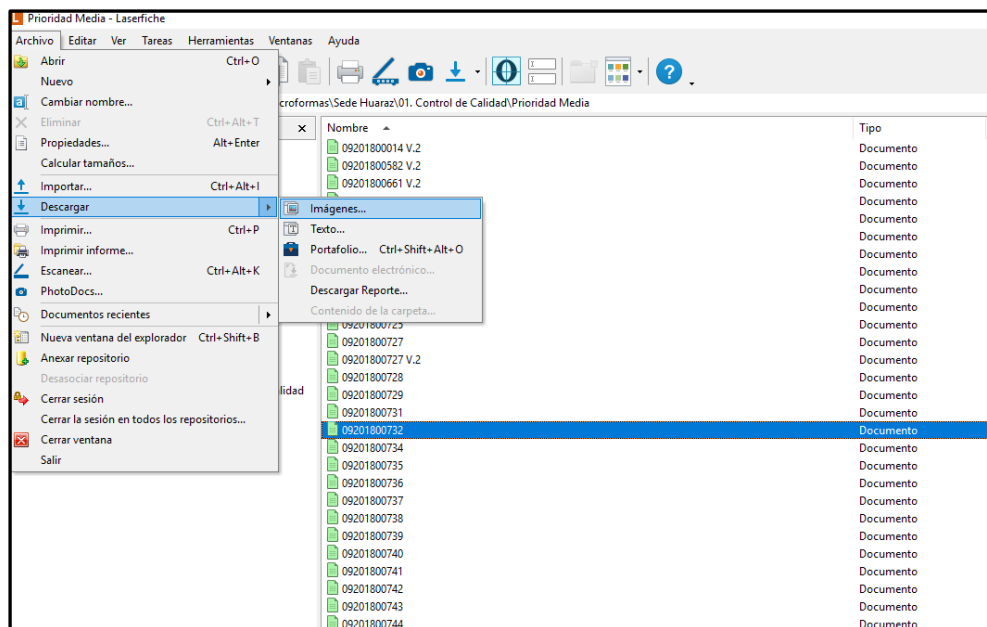 Prioridad Media - Laserfiche
Archivo Editar Ver Tareas Herramientas Ventanas Ayuda
Abrir Ctrl+O
Nuevo
Cambiar nombre...
Eliminar Ctrl+Alt+T
Propiedades... Alt+Enter
Calcular tamaños...
Importar... Ctrl+Alt+I
Descargar
Imprimir... Ctrl+P
Imprimir informe...
Escanear... Ctrl+Alt+K
PhotoDocs...
Documentos recientes
Nueva ventana del explorador Ctrl+Shift+B
Anexar repositorio
Desasociar repositorio
Cerrar sesión
Cerrar la sesión en todos los repositorios...
Cerrar ventana
Salir
Imágenes...
Texto...
Portafolio... Ctrl+Shift+Alt+O
Documento electrónico...
Descargar Reporte...
Contenido de la carpeta...
croformas\Sede Huaraz\01. Control de Calidad\Prioridad Media
lidad
Nombre Tipo
09201800014 V.2 Documento
09201800582 V.2 Documento
09201800661 V.2 Documento
Documento
Documento
Documento
Documento
Documento
Documento
Documento
09201800725 Documento
09201800727 Documento
09201800727 V.2 Documento
09201800728 Documento
09201800729 Documento
09201800731 Documento
09201800732 Documento
09201800734 Documento
09201800735 Documento
09201800736 Documento
09201800737 Documento
09201800738 Documento
09201800739 Documento
09201800740 Documento
09201800741 Documento
09201800742 Documento
09201800743 Documento
09201800744 Documento